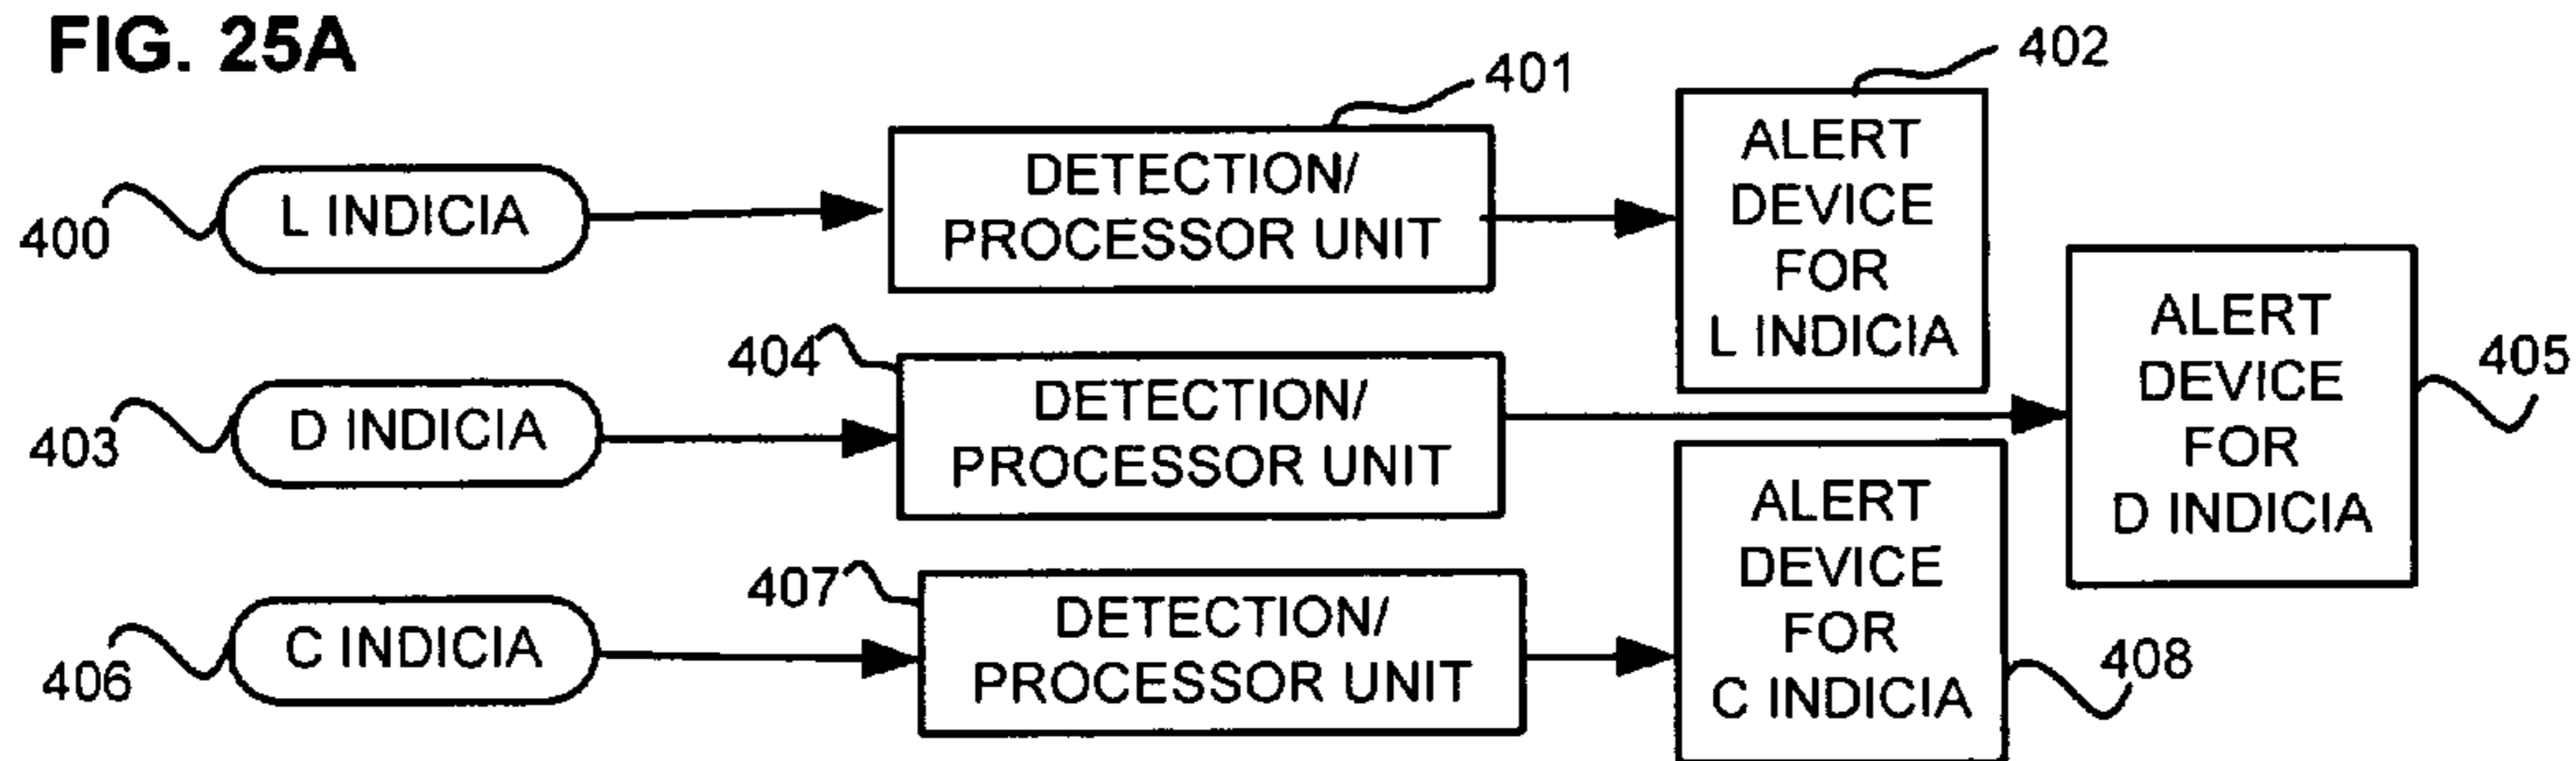 FIG. 25A
400
L INDICIA
401
DETECTION/
PROCESSOR UNIT
402
ALERT
DEVICE
FOR
L INDICIA
403
D INDICIA
404
DETECTION/
PROCESSOR UNIT
405
ALERT
DEVICE
FOR
D INDICIA
406
C INDICIA
407
DETECTION/
PROCESSOR UNIT
408
ALERT
DEVICE
FOR
C INDICIA